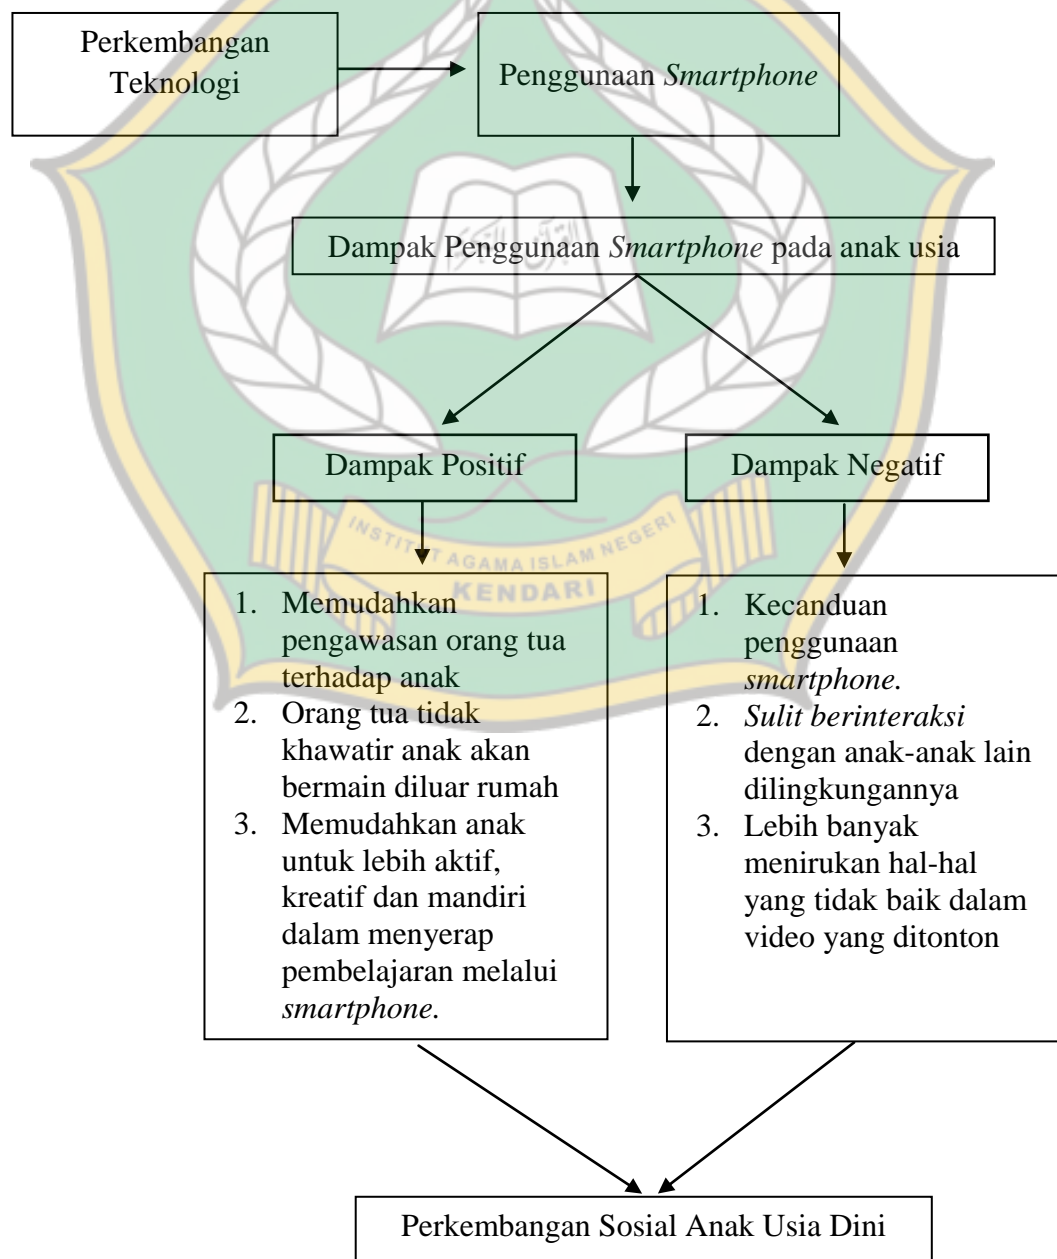 Perkembangan
Teknologi
Penggunaan Smartphone
Dampak Penggunaan Smartphone pada anak usia
Dampak Positif
Dampak Negatif
INSTITUT AGAMA ISLAM NEGERI
KENDARI
1. Memudahkan
pengawasan orang tua
terhadap anak
2. Orang tua tidak
khawatir anak akan
bermain diluar rumah
3. Memudahkan anak
untuk lebih aktif,
kreatif dan mandiri
dalam menyerap
pembelajaran melalui
smartphone.
1. Kecanduan
penggunaan
smartphone.
2. Sulit berinteraksi
dengan anak-anak lain
dilingkungannya
3. Lebih banyak
menirukan hal-hal
yang tidak baik dalam
video yang ditonton
Perkembangan Sosial Anak Usia Dini